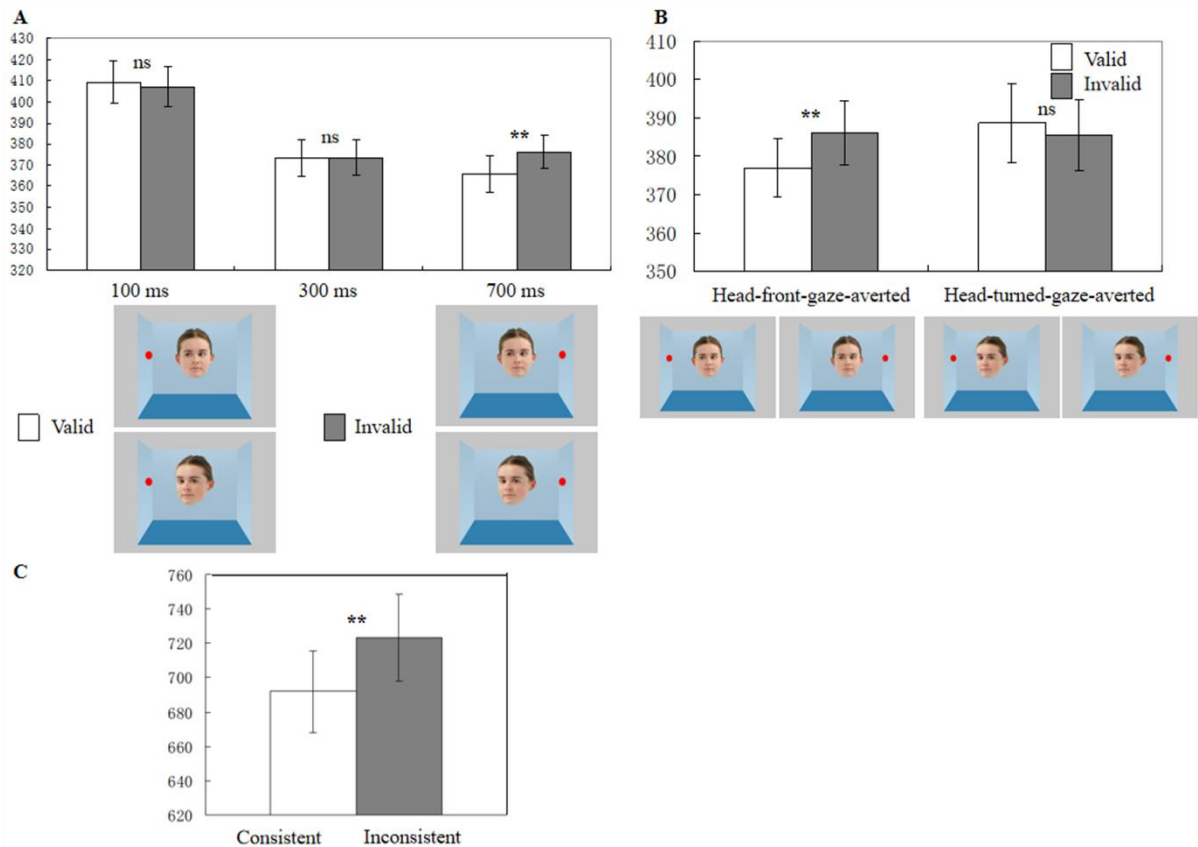 A
430
420
410
400
390
380
370
360
350
340
330
320
ns
ns
**
100 ms
300 ms
700 ms
Valid
Invalid
B
410
400
390
380
370
360
350
Valid
Invalid
**
ns
Head-front-gaze-averted
Head-turned-gaze-averted
C
760
740
720
700
680
660
640
620
**
Consistent
Inconsistent